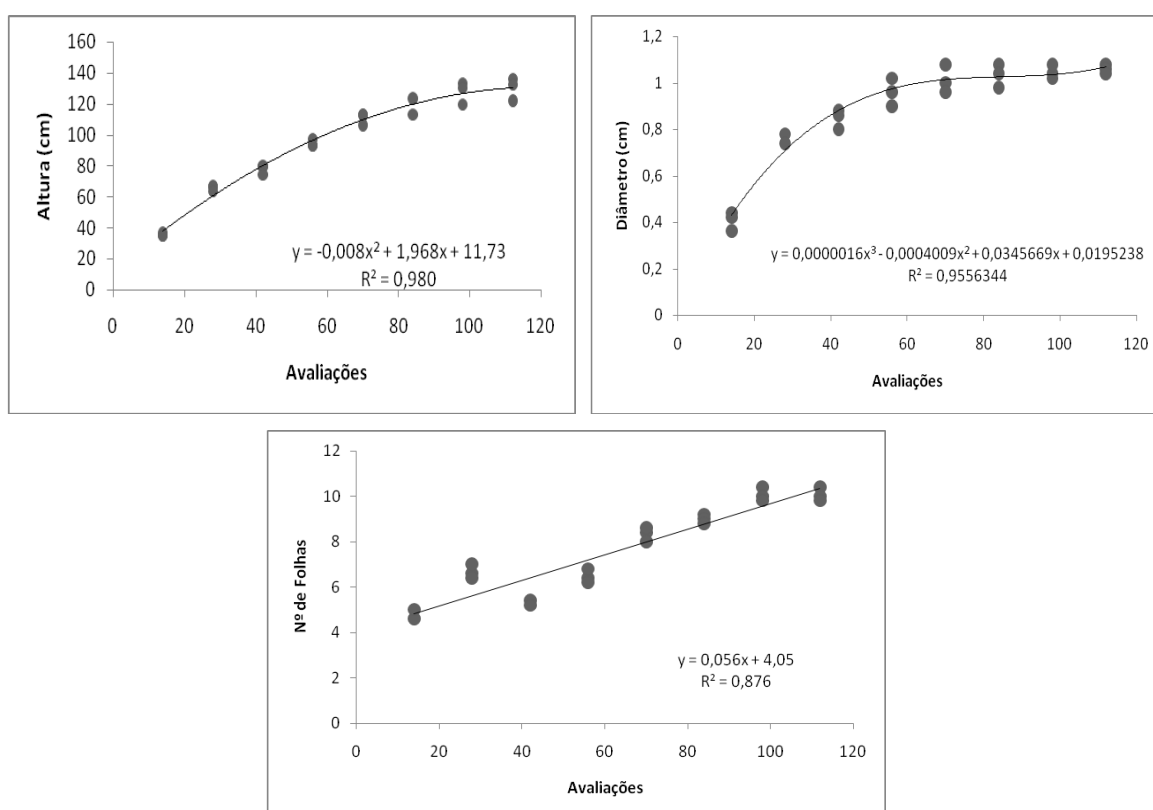 160
140
120
100
80
60
40
20
0
Altura (cm)
y = -0,008x² + 1,968x + 11,73
R² = 0,980
0 20 40 60 80 100 120
Avaliações
1,2
1
0,8
0,6
0,4
0,2
0
Diâmetro (cm)
y = 0,0000016x³ - 0,0004009x² + 0,0345669x + 0,0195238
R² = 0,9556344
0 20 40 60 80 100 120
Avaliações
12
10
8
6
4
2
0
Nº de Folhas
y = 0,056x + 4,05
R² = 0,876
0 20 40 60 80 100 120
Avaliações